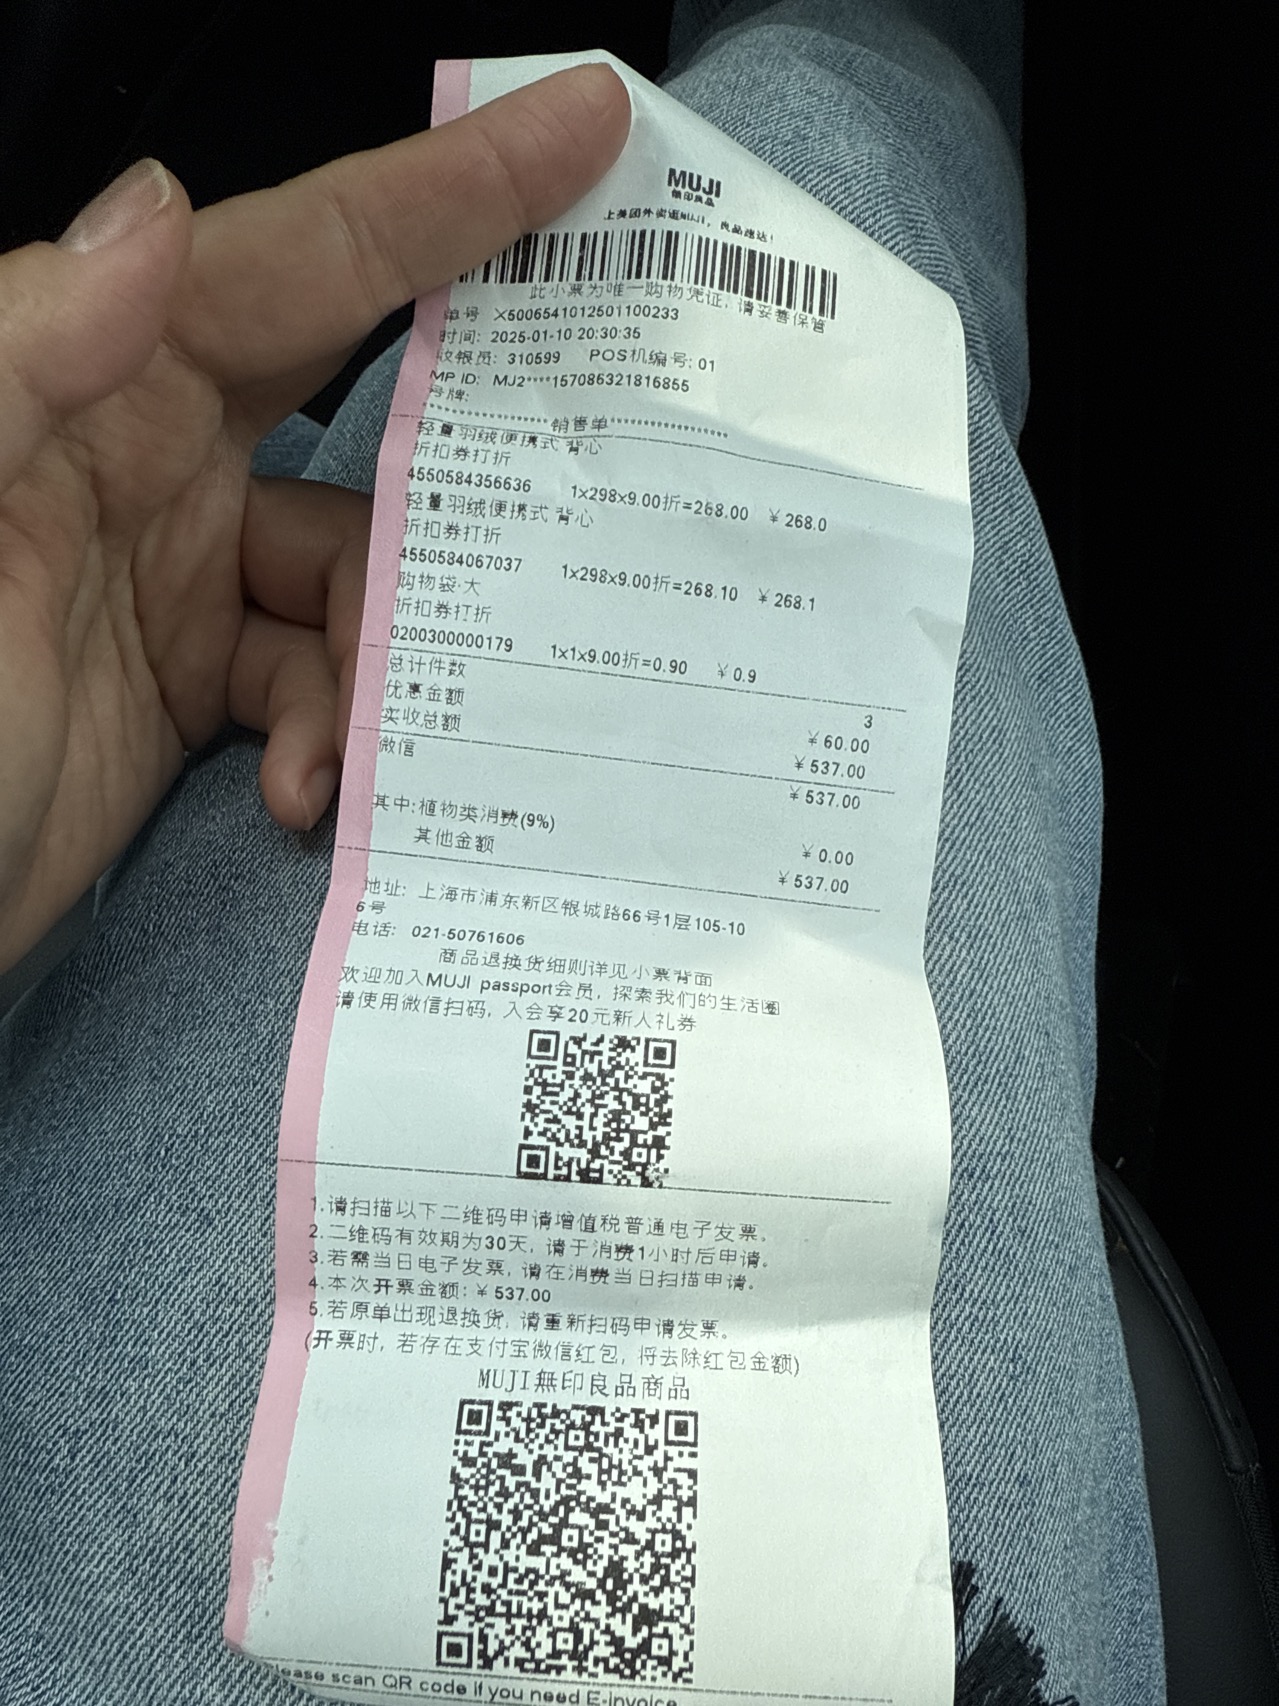 MUJI
無印良品
上美团外卖逛MUJI，良品速达！
此小票为唯一购物凭证，请妥善保管
单号 X5006541012501100233
时间: 2025-01-10 20:30:35
收银员: 310599 POS机编号: 01
MP ID: MJ2****157086321816855
号牌:
销售单
轻量羽绒便携式 背心
折扣券打折
4550584356636 1x298x9.00折=268.00 ¥268.0
轻量羽绒便携式 背心
折扣券打折
4550584067037 1x298x9.00折=268.10 ¥268.1
购物袋·大
折扣券打折
0200300000179 1x1x9.00折=0.90 ¥0.9
总计件数 3
优惠金额 ¥60.00
实收总额 ¥537.00
微信 ¥537.00
其中:植物类消费(9%) ¥0.00
其他金额 ¥537.00
地址: 上海市浦东新区银城路66号1层105-10
6号
电话: 021-50761606
商品退换货细则详见小票背面
欢迎加入MUJI passport会员，探索我们的生活圈
请使用微信扫码，入会享20元新人礼券
1.请扫描以下二维码申请增值税普通电子发票。
2.二维码有效期为30天，请于消费1小时后申请。
3.若需当日电子发票，请在消费当日扫描申请。
4.本次开票金额: ¥537.00
5.若原单出现退换货，请重新扫码申请发票。
(开票时，若存在支付宝微信红包，将去除红包金额)
MUJI無印良品商品
lease scan QR code if you need E-invoice